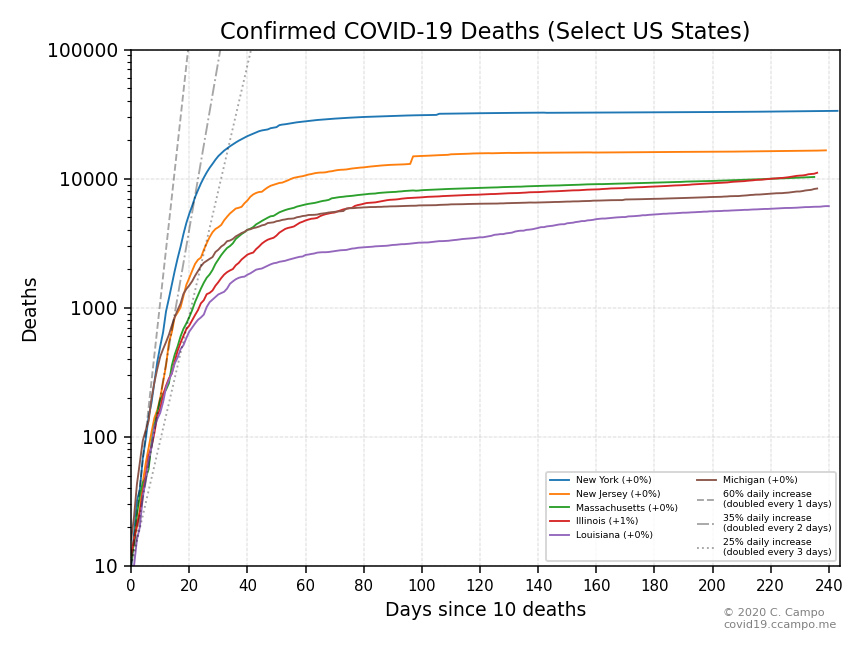 Confirmed COVID-19 Deaths (Select US States)
100000
10000
1000
100
10
Deaths
0 20 40 60 80 100 120 140 160 180 200 220 240
Days since 10 deaths
New York (+0%)
New Jersey (+0%)
Massachusetts (+0%)
Illinois (+1%)
Louisiana (+0%)
Michigan (+0%)
60% daily increase
(doubled every 1 days)
35% daily increase
(doubled every 2 days)
25% daily increase
(doubled every 3 days)
© 2020 C. Campo
covid19.ccampo.me